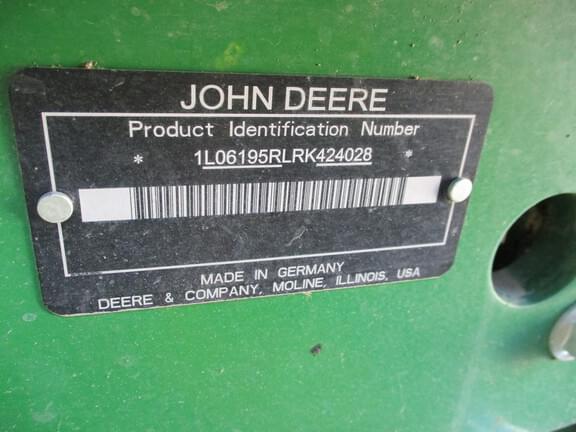 JOHN DEERE
Product Identification Number
* 1L06195RLRK424028 *
MADE IN GERMANY
DEERE & COMPANY, MOLINE, ILLINOIS, USA